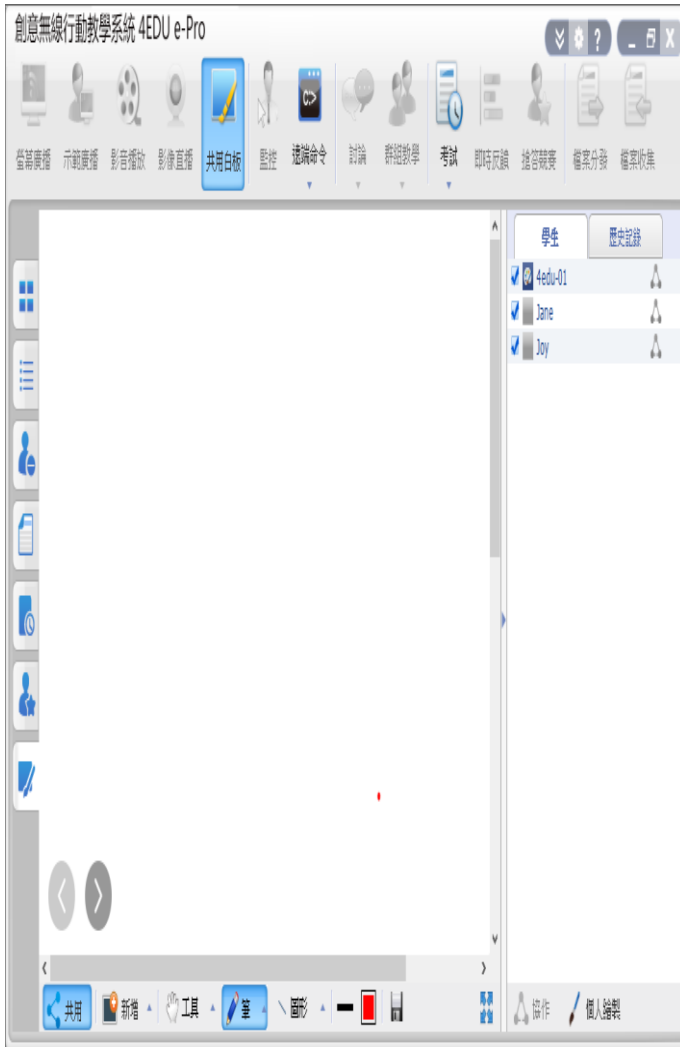 創意無線行動教學系統 4EDU e-Pro
螢幕廣播 示範廣播 影音播放 影像直播 共用白板 監控 遠端命令 討論 群組教學 考試 即時反饋 搶答競賽 檔案分發 檔案收集
學生 歷史記錄
4edu-01
Jane
Joy
共用 新增 工具 筆 圖形 協作 個人繪製